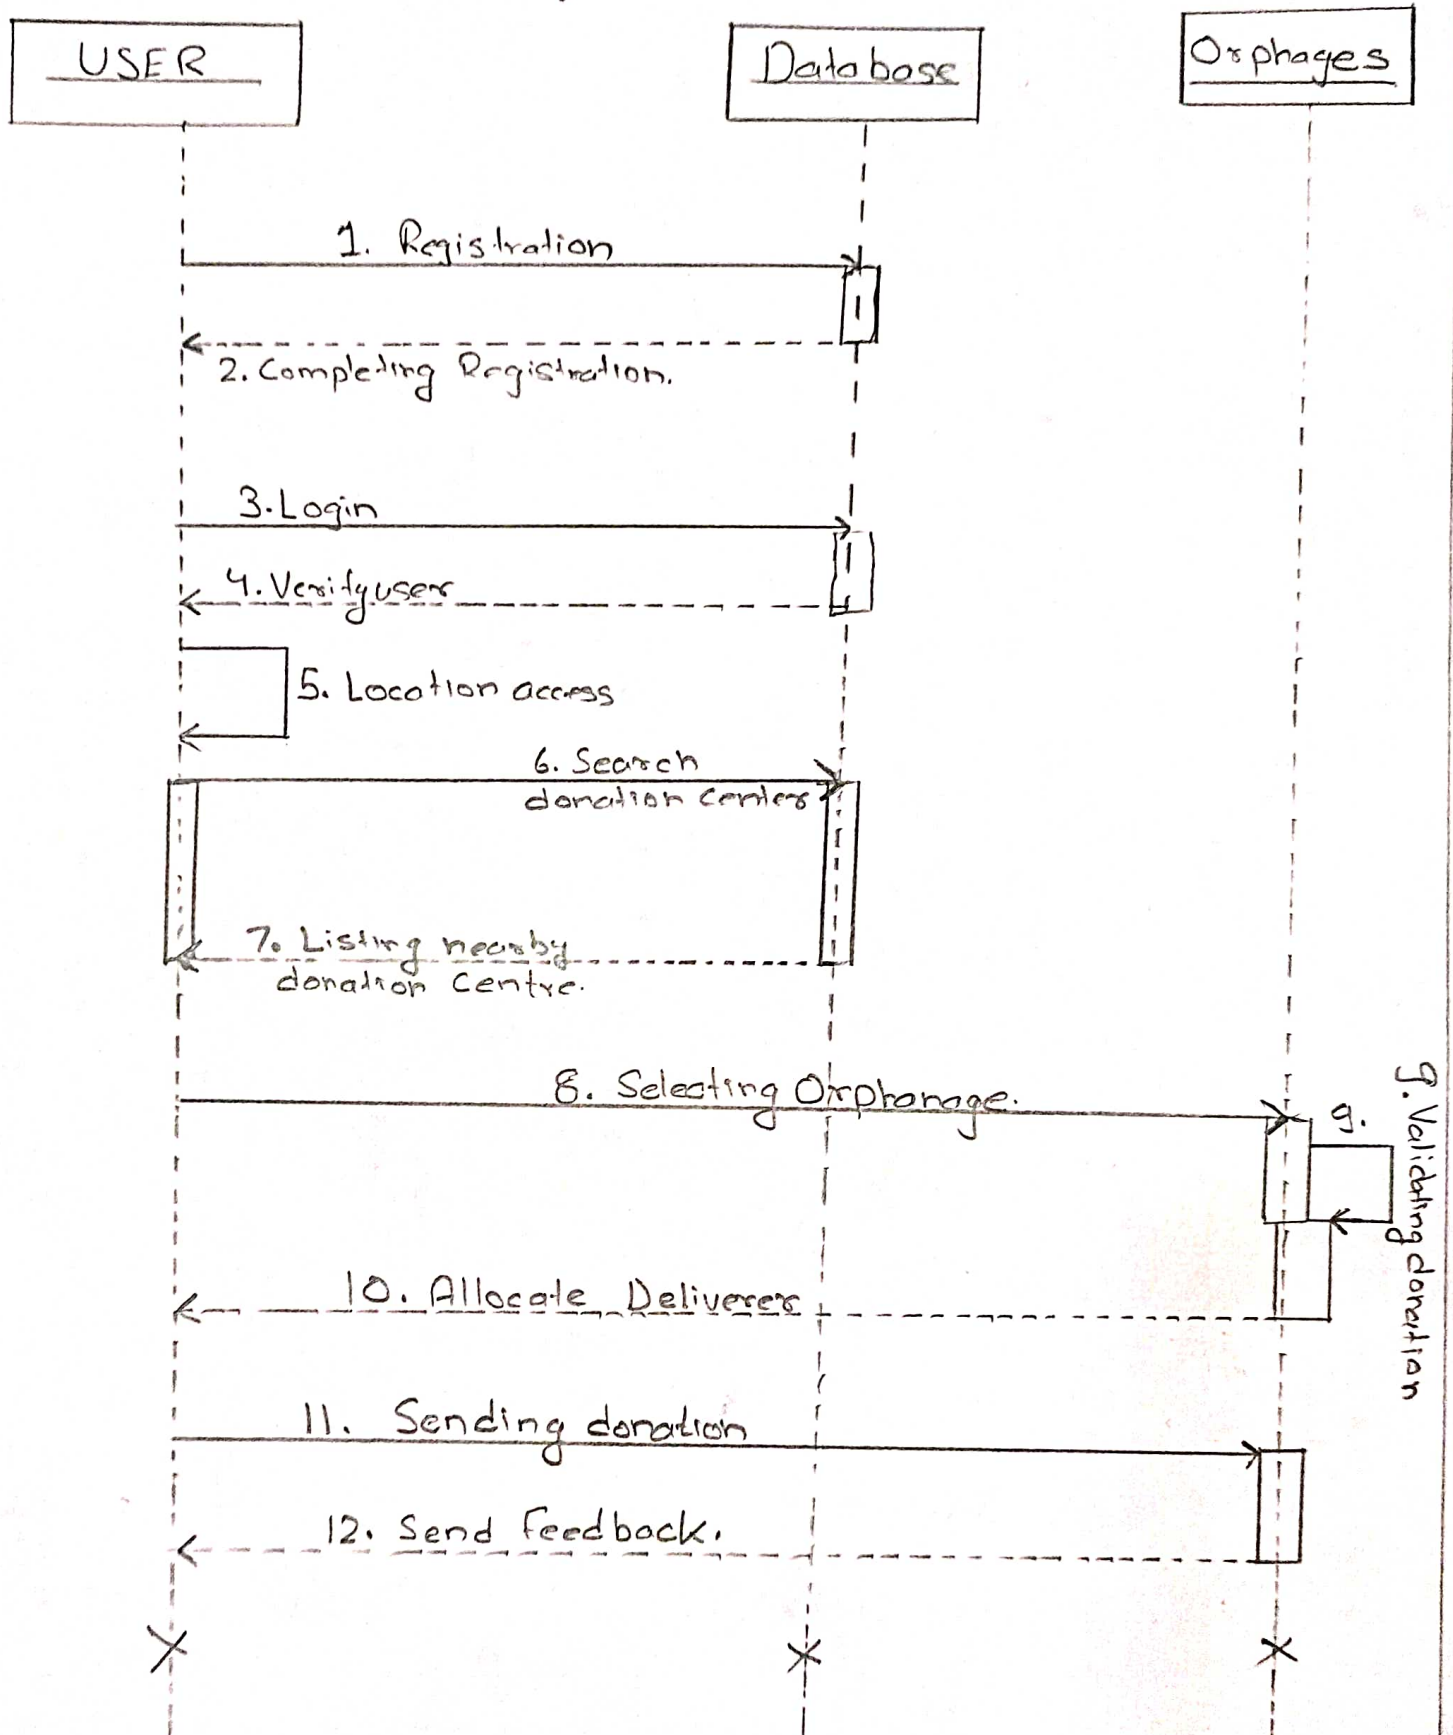 USER
Database
Orphages
1. Registration
2. Completing Registration.
3. Login
4. Verify user
5. Location access
6. Search
donation center
7. Listing nearby
donation centre.
8. Selecting Orphanage.
9.
9. Validating donation
10. Allocate Deliverer
11. Sending donation
12. Send feedback.